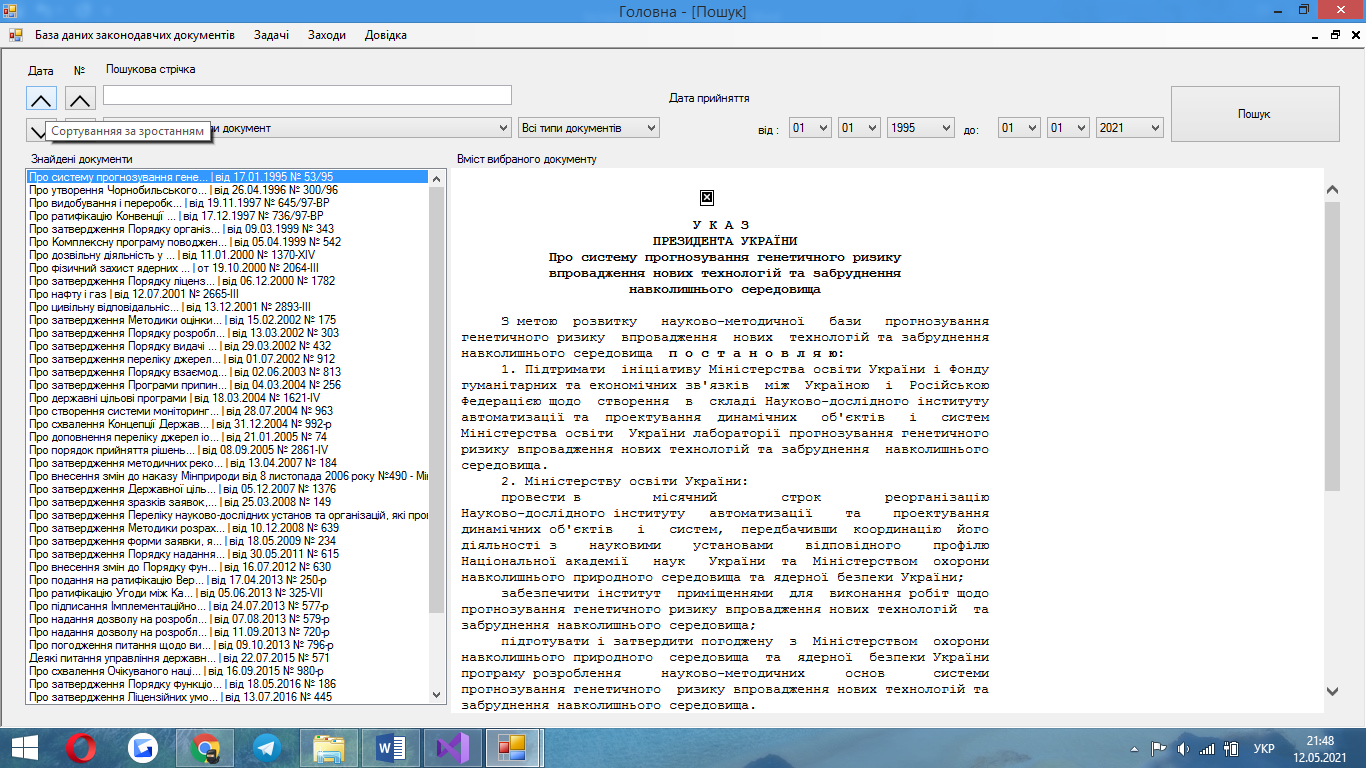 Головна - [Пошук]
База даних законодавчих документів Задачі Заходи Довідка
Дата № Пошукова стрічка
Дата прийняття
Пошук
Сортуванняя за зростанням
и документ Всі типи документів від : 01 01 1995 до: 01 01 2021
Знайдені документи
Про систему прогнозування гене... | від 17.01.1995 № 53/95
Про утворення Чорнобильського... | від 26.04.1996 № 300/96
Про видобування і переробк... | від 19.11.1997 № 645/97-ВР
Про ратифікацію Конвенції ... | від 17.12.1997 № 736/97-ВР
Про затвердження Порядку організ... | від 09.03.1999 № 343
Про Комплексну програму поводжен... | від 05.04.1999 № 542
Про дозвільну діяльність у ... | від 11.01.2000 № 1370-XIV
Про фізичний захист ядерних ... | от 19.10.2000 № 2064-III
Про затвердження Порядку ліценз... | від 06.12.2000 № 1782
Про нафту і газ | від 12.07.2001 № 2665-III
Про цивільну відповідальніс... | від 13.12.2001 № 2893-III
Про затвердження Методики оцінки... | від 15.02.2002 № 175
Про затвердження Порядку розробл... | від 13.03.2002 № 303
Про затвердження Порядку видачі ... | від 29.03.2002 № 432
Про затвердження переліку джерел... | від 01.07.2002 № 912
Про затвердження Порядку взаємод... | від 02.06.2003 № 813
Про затвердження Програми припин... | від 04.03.2004 № 256
Про державні цільові програми | від 18.03.2004 № 1621-IV
Про створення системи моніторинг... | від 28.07.2004 № 963
Про схвалення Концепції Держав... | від 31.12.2004 № 992-р
Про доповнення переліку джерел іо... | від 21.01.2005 № 74
Про порядок прийняття рішень... | від 08.09.2005 № 2861-IV
Про затвердження методичних реко... | від 13.04.2007 № 184
Про внесення змін до наказу Мінприроди від 8 листопада 2006 року №490 - Мі
Про затвердження Державної ціль... | від 05.12.2007 № 1376
Про затвердження зразків заявок,... | від 25.03.2008 № 149
Про затвердження Переліку науково-дослідних установ та організацій, які про
Про затвердження Методики розрах... | від 10.12.2008 № 639
Про затвердження форми заявки, я... | від 18.05.2009 № 234
Про затвердження Порядку надання... | від 30.05.2011 № 615
Про внесення змін до Порядку фун... | від 16.07.2012 № 630
Про подання на ратифікацію Вер... | від 17.04.2013 № 250-р
Про ратифікацію Угоди між Ка... | від 05.06.2013 № 325-VII
Про підписання Імплементаційно... | від 24.07.2013 № 577-р
Про надання дозволу на розробл... | від 07.08.2013 № 579-р
Про надання дозволу на розробл... | від 11.09.2013 № 720-р
Про погодження питання щодо ви... | від 09.10.2013 № 796-р
Деякі питання управління державн... | від 22.07.2015 № 571
Про схвалення Очікуваного наці... | від 16.09.2015 № 980-р
Про затвердження Порядку функціо... | від 18.05.2016 № 186
Про затвердження Ліцензійних умо... | від 13.07.2016 № 445
Вміст вибраного документу
У К А З
ПРЕЗИДЕНТА УКРАЇНИ
Про систему прогнозування генетичного ризику
впровадження нових технологій та забруднення
навколишнього середовища
З метою розвитку науково-методичної бази прогнозування
генетичного ризику впровадження нових технологій та забруднення
навколишнього середовища п о с т а н о в л я ю:
1. Підтримати ініціативу Міністерства освіти України і Фонду
гуманітарних та економічних зв'язків між Україною і Російською
Федерацією щодо створення в складі Науково-дослідного інституту
автоматизації та проектування динамічних об'єктів і систем
Міністерства освіти України лабораторії прогнозування генетичного
ризику впровадження нових технологій та забруднення навколишнього
середовища.
2. Міністерству освіти України:
провести в місячний строк реорганізацію
Науково-дослідного інституту автоматизації та проектування
динамічних об'єктів і систем, передбачивши координацію його
діяльності з науковими установами відповідного профілю
Національної академії наук України та Міністерством охорони
навколишнього природного середовища та ядерної безпеки України;
забезпечити інститут приміщеннями для виконання робіт щодо
прогнозування генетичного ризику впровадження нових технологій та
забруднення навколишнього середовища;
підготувати і затвердити погоджену з Міністерством охорони
навколишнього природного середовища та ядерної безпеки України
програму розроблення науково-методичних основ системи
прогнозування генетичного ризику впровадження нових технологій та
забруднення навколишнього середовища.
УКР
21:48
12.05.2021